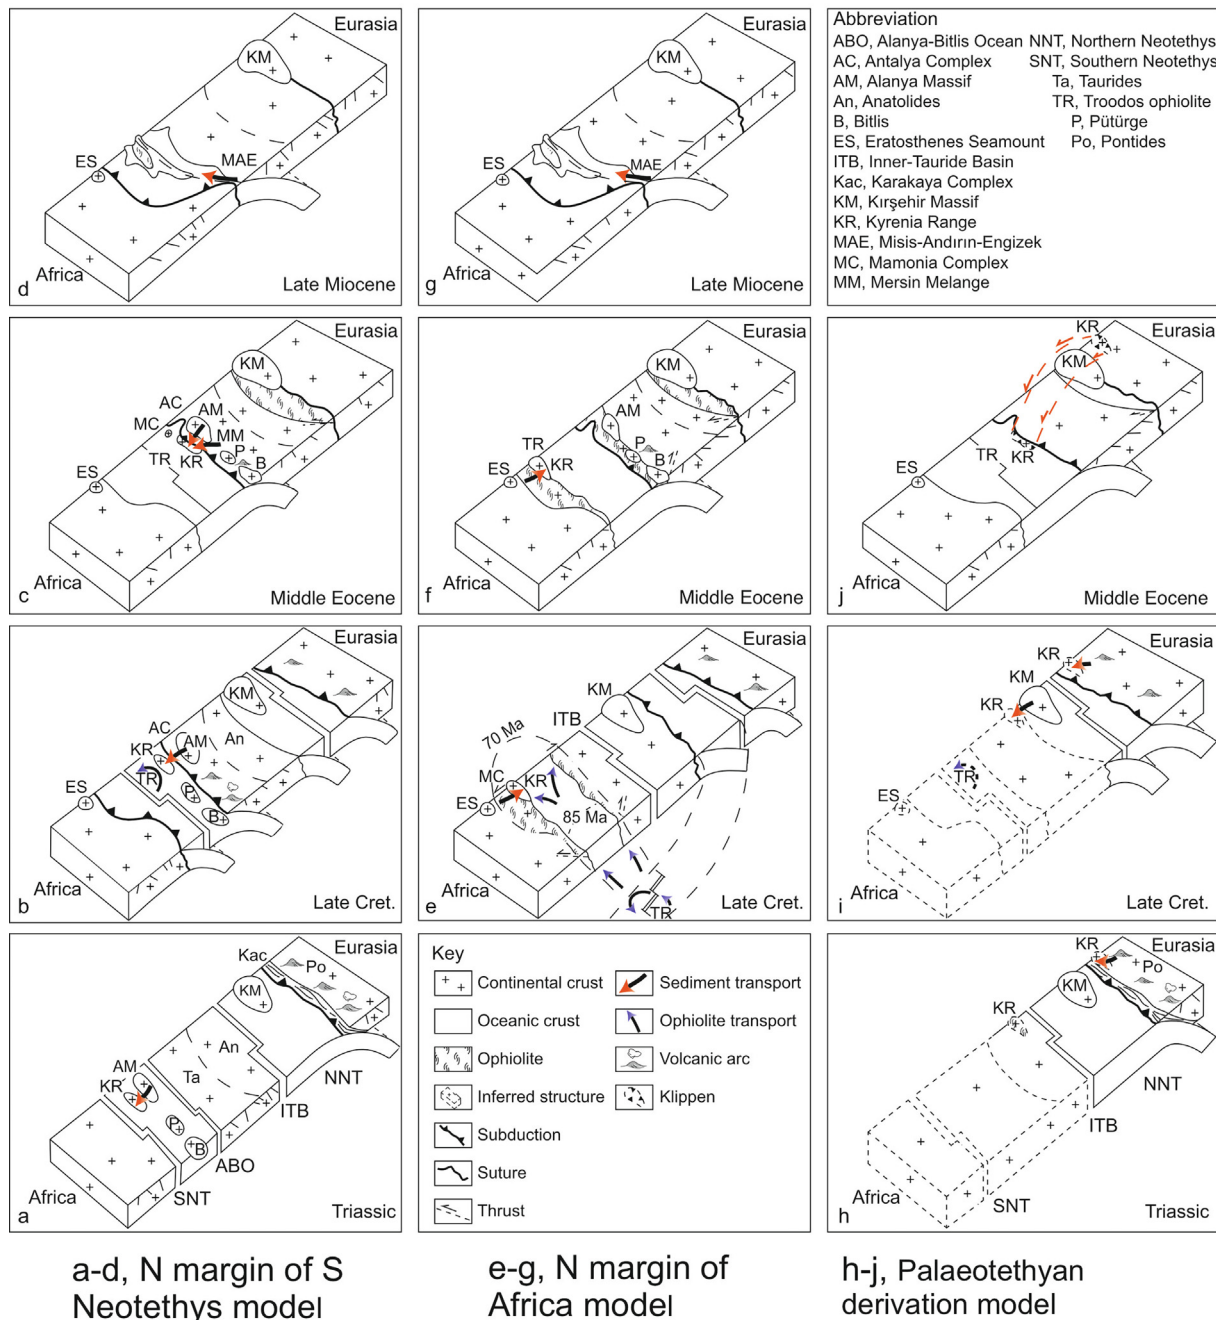 Eurasia
KM
ES
MAE
Africa
d
Late Miocene
Eurasia
KM
ES
MAE
Africa
g
Late Miocene
Abbreviation
ABO, Alanya-Bitlis Ocean NNT, Northern Neotethys
AC, Antalya Complex SNT, Southern Neotethys
AM, Alanya Massif Ta, Taurides
An, Anatolides TR, Troodos ophiolite
B, Bitlis P, Pütürge
ES, Eratosthenes Seamount Po, Pontides
ITB, Inner-Tauride Basin
Kac, Karakaya Complex
KM, Kırşehir Massif
KR, Kyrenia Range
MAE, Misis-Andırın-Engizek
MC, Mamonia Complex
MM, Mersin Melange
Eurasia
KM
AC
AM
MC
MM
P
TR KR
B
ES
Africa
c
Middle Eocene
Eurasia
KM
AM
TR
P
KR
B
ES
Africa
f
Middle Eocene
KR
Eurasia
KM
TR
KR
ES
Africa
j
Middle Eocene
Eurasia
KM
AC
An
KR
AM
TR
P
ES
B
Africa
b
Late Cret.
Eurasia
KM
ITB
70 Ma
MC
KR
ES
85 Ma
Africa
TR
e
Late Cret.
Eurasia
KR
KM
KR
TR
ES
Africa
i
Late Cret.
Eurasia
Kac
Po
KM
An
NNT
AM
Ta
KR
ITB
P
B
ABO
Africa
SNT
a
Triassic
Key
Continental crust
Sediment transport
Oceanic crust
Ophiolite transport
Ophiolite
Volcanic arc
Inferred structure
Klippen
Subduction
Suture
Thrust
KR
Eurasia
Po
KM
KR
NNT
ITB
Africa
SNT
h
Triassic
a-d, N margin of S
Neotethys model
e-g, N margin of
Africa model
h-j, Palaeotethyan
derivation model